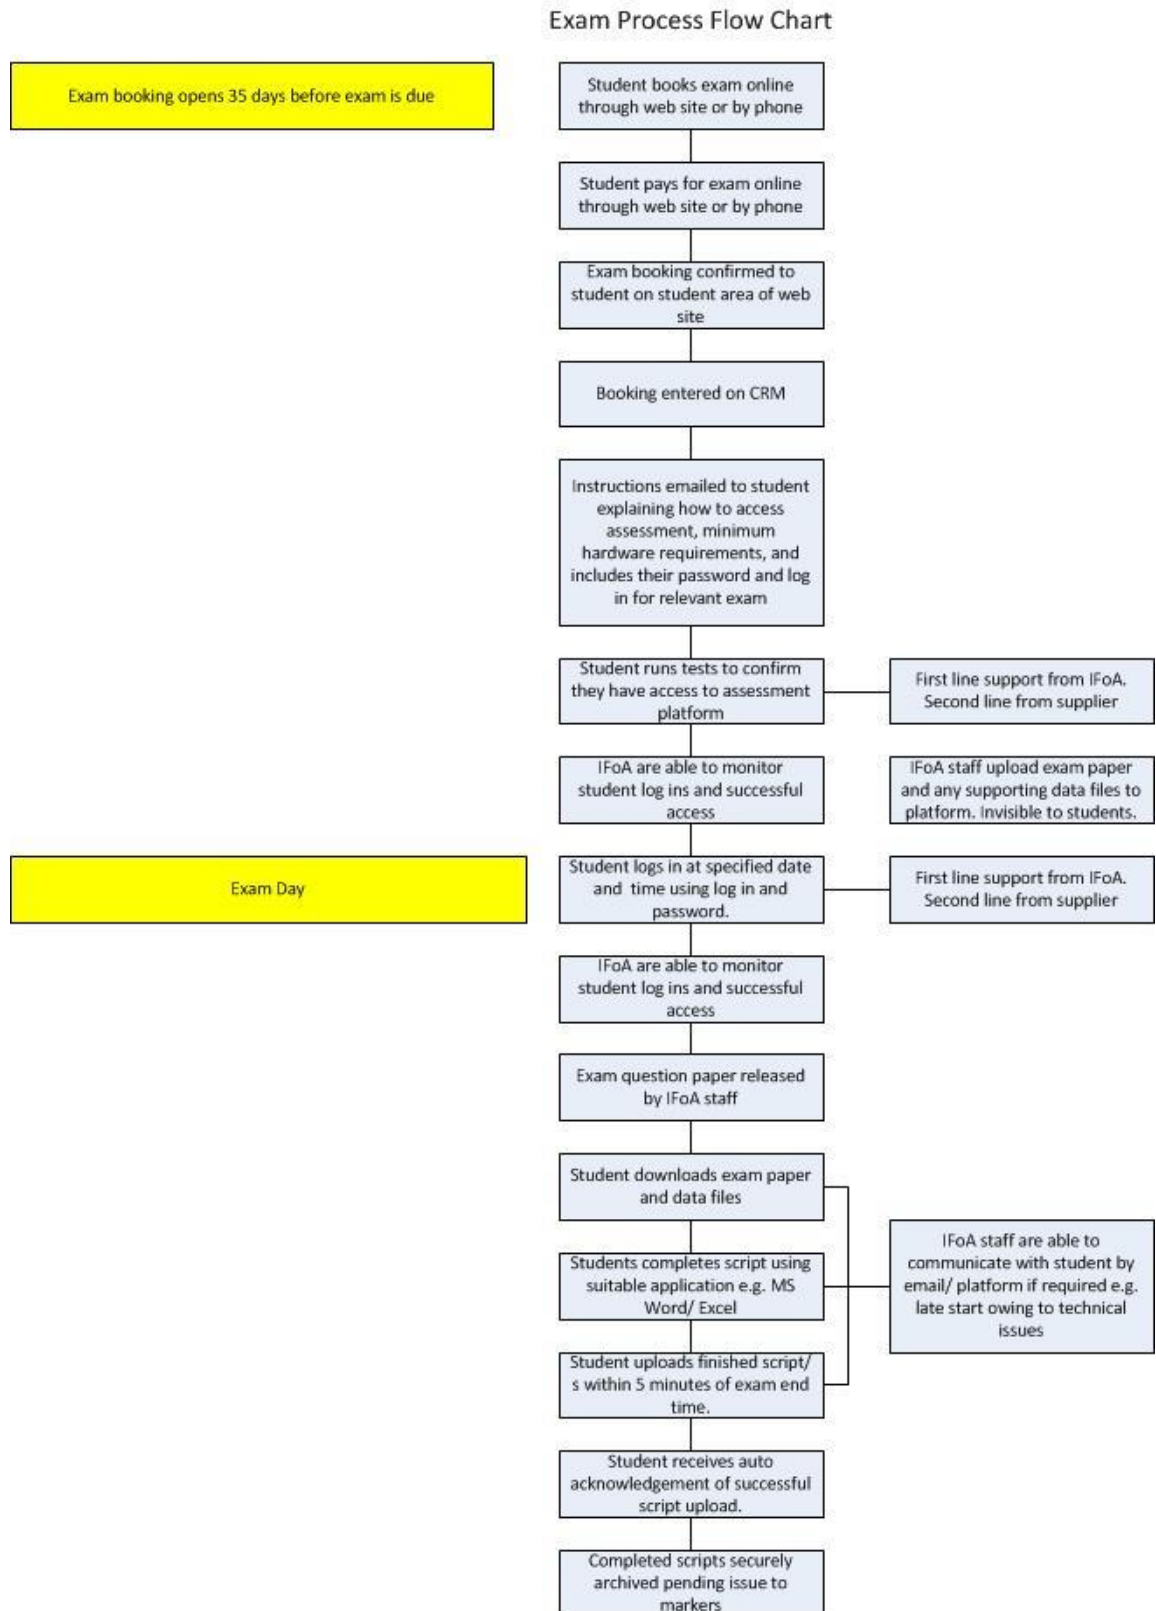 Exam Process Flow Chart
Exam booking opens 35 days before exam is due
Student books exam online
through web site or by phone
Student pays for exam online
through web site or by phone
Exam booking confirmed to
student on student area of web
site
Booking entered on CRM
Instructions emailed to student
explaining how to access
assessment, minimum
hardware requirements, and
includes their password and log
in for relevant exam
Student runs tests to confirm
they have access to assessment
platform
First line support from IFoA.
Second line from supplier
IFoA are able to monitor
student log ins and successful
access
IFoA staff upload exam paper
and any supporting data files to
platform. Invisible to students.
Exam Day
Student logs in at specified date
and time using log in and
password.
First line support from IFoA.
Second line from supplier
IFoA are able to monitor
student log ins and successful
access
Exam question paper released
by IFoA staff
Student downloads exam paper
and data files
Students completes script using
suitable application e.g. MS
Word/ Excel
IFoA staff are able to
communicate with student by
email/ platform if required e.g.
late start owing to technical
issues
Student uploads finished script/
s within 5 minutes of exam end
time.
Student receives auto
acknowledgement of successful
script upload.
Completed scripts securely
archived pending issue to
markers